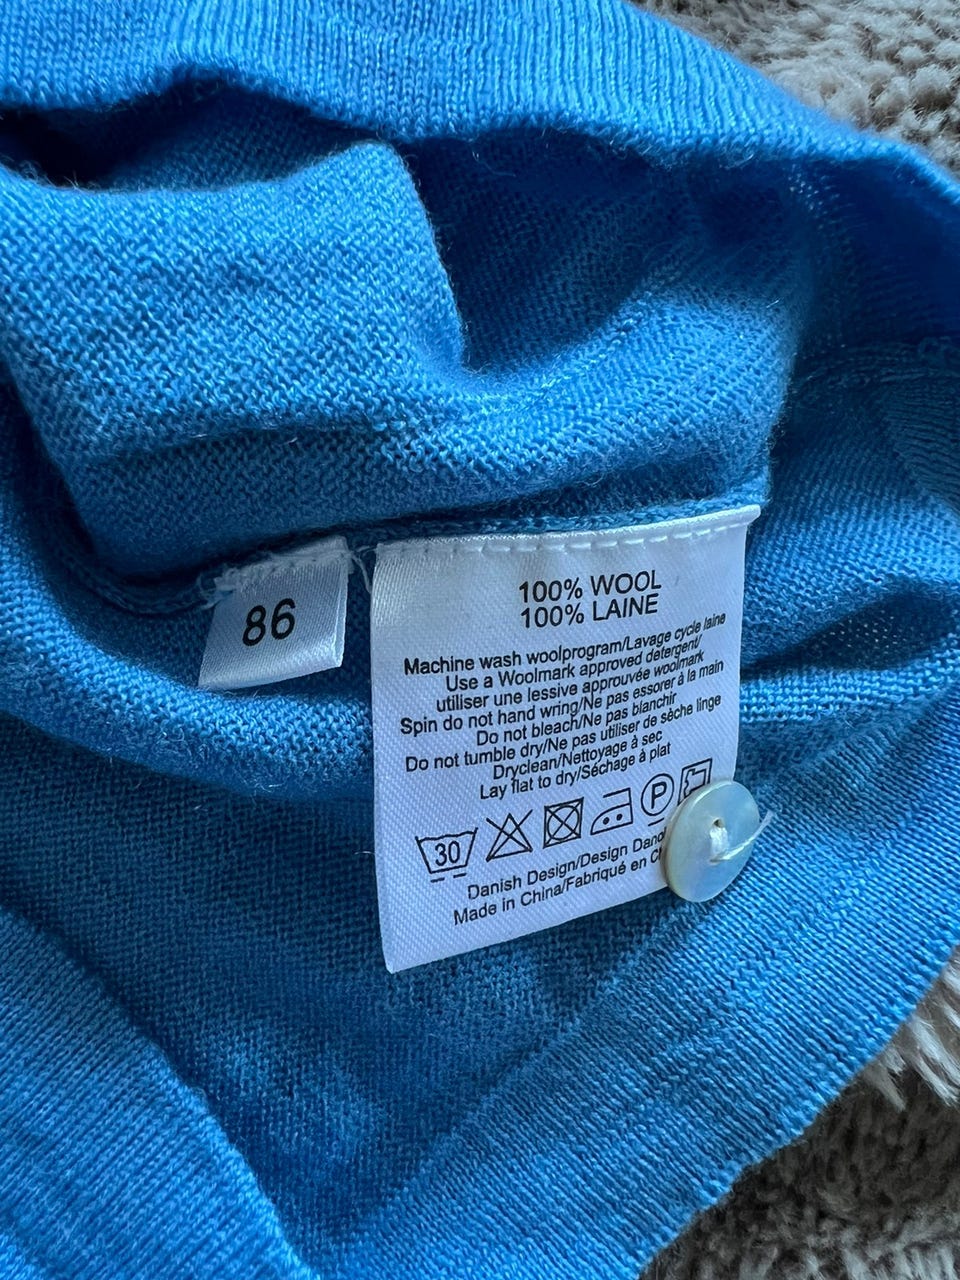 86
100% WOOL
100% LAINE
Machine wash woolprogram/Lavage cycle laine
Use a Woolmark approved detergent/
utiliser une lessive approuvée woolmark
Spin do not hand wring/Ne pas essorer à la main
Do not bleach/Ne pas blanchir
Do not tumble dry/Ne pas utiliser de sèche linge
Dryclean/Nettoyage à sec
Lay flat to dry/Séchage à plat
30
P
Danish Design/Design
Made in China/Fabriqué en